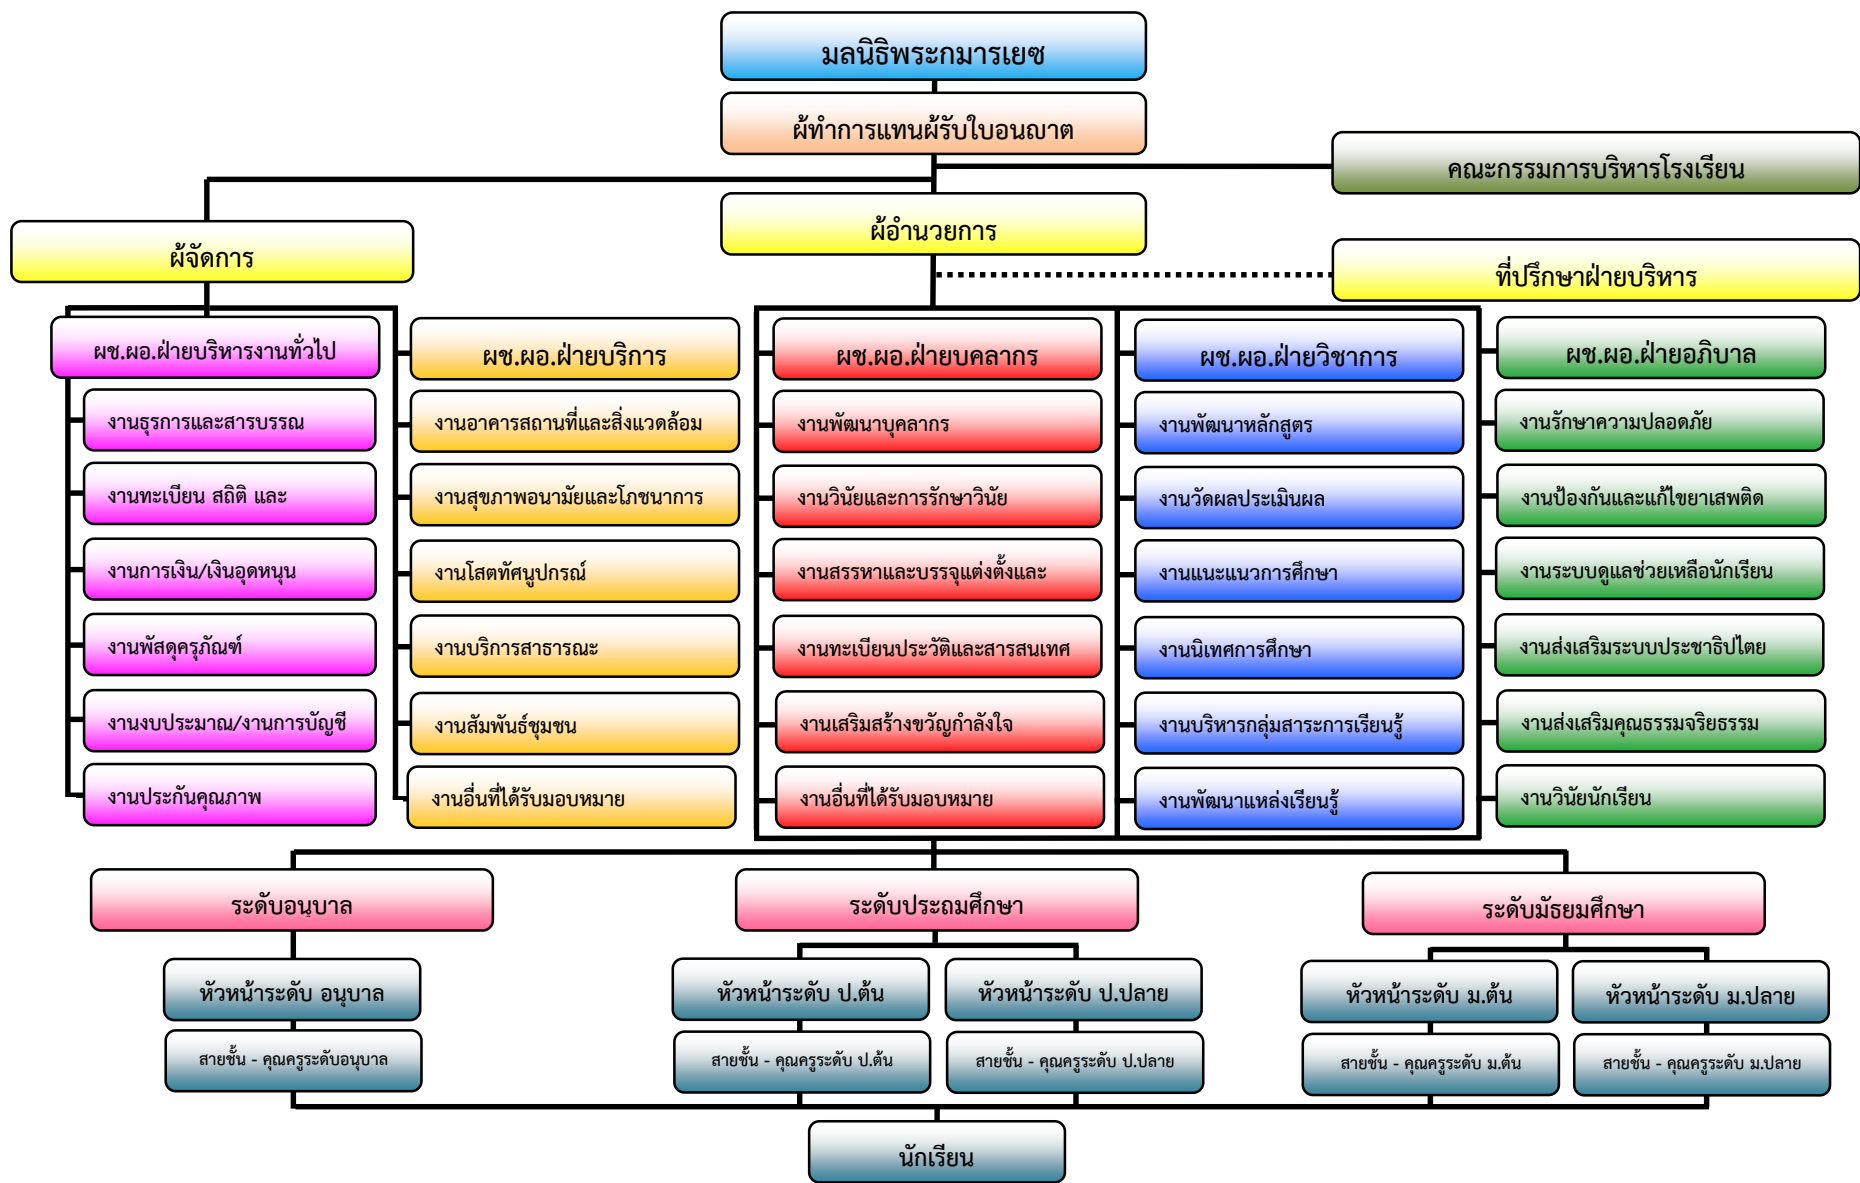 มลนิธิพระกมารเยซ
ผ้ทำการแทนผ้รับใบอนญาต
คณะกรรมการบริหารโรงเรียน
ผ้อำนวยการ
ผ้จัดการ
ที่ปรึกษาฝ่ายบริหาร
ผช.ผอ.ฝ่ายบริหารงานทั่วไป
งานธุรการและสารบรรณ
งานทะเบียน สถิติ และ
งานการเงิน/เงินอุดหนุน
งานพัสดุครุภัณฑ์
งานงบประมาณ/งานการบัญชี
งานประกันคุณภาพ
ผช.ผอ.ฝ่ายบริการ
งานอาคารสถานที่และสิ่งแวดล้อม
งานสุขภาพอนามัยและโภชนาการ
งานโสตทัศนูปกรณ์
งานบริการสาธารณะ
งานสัมพันธ์ชุมชน
งานอื่นที่ได้รับมอบหมาย
ผช.ผอ.ฝ่ายบคลากร
งานพัฒนาบุคลากร
งานวินัยและการรักษาวินัย
งานสรรหาและบรรจุแต่งตั้งและ
งานทะเบียนประวัติและสารสนเทศ
งานเสริมสร้างขวัญกำลังใจ
งานอื่นที่ได้รับมอบหมาย
ผช.ผอ.ฝ่ายวิชาการ
งานพัฒนาหลักสูตร
งานวัดผลประเมินผล
งานแนะแนวการศึกษา
งานนิเทศการศึกษา
งานบริหารกลุ่มสาระการเรียนรู้
งานพัฒนาแหล่งเรียนรู้
ผช.ผอ.ฝ่ายอภิบาล
งานรักษาความปลอดภัย
งานป้องกันและแก้ไขยาเสพติด
งานระบบดูแลช่วยเหลือนักเรียน
งานส่งเสริมระบบประชาธิปไตย
งานส่งเสริมคุณธรรมจริยธรรม
งานวินัยนักเรียน
ระดับอนุบาล
ระดับประถมศึกษา
ระดับมัธยมศึกษา
หัวหน้าระดับ อนุบาล
หัวหน้าระดับ ป.ต้น
หัวหน้าระดับ ป.ปลาย
หัวหน้าระดับ ม.ต้น
หัวหน้าระดับ ม.ปลาย
สายชั้น - คุณครูระดับอนุบาล
สายชั้น - คุณครูระดับ ป.ต้น
สายชั้น - คุณครูระดับ ป.ปลาย
สายชั้น - คุณครูระดับ ม.ต้น
สายชั้น - คุณครูระดับ ม.ปลาย
นักเรียน